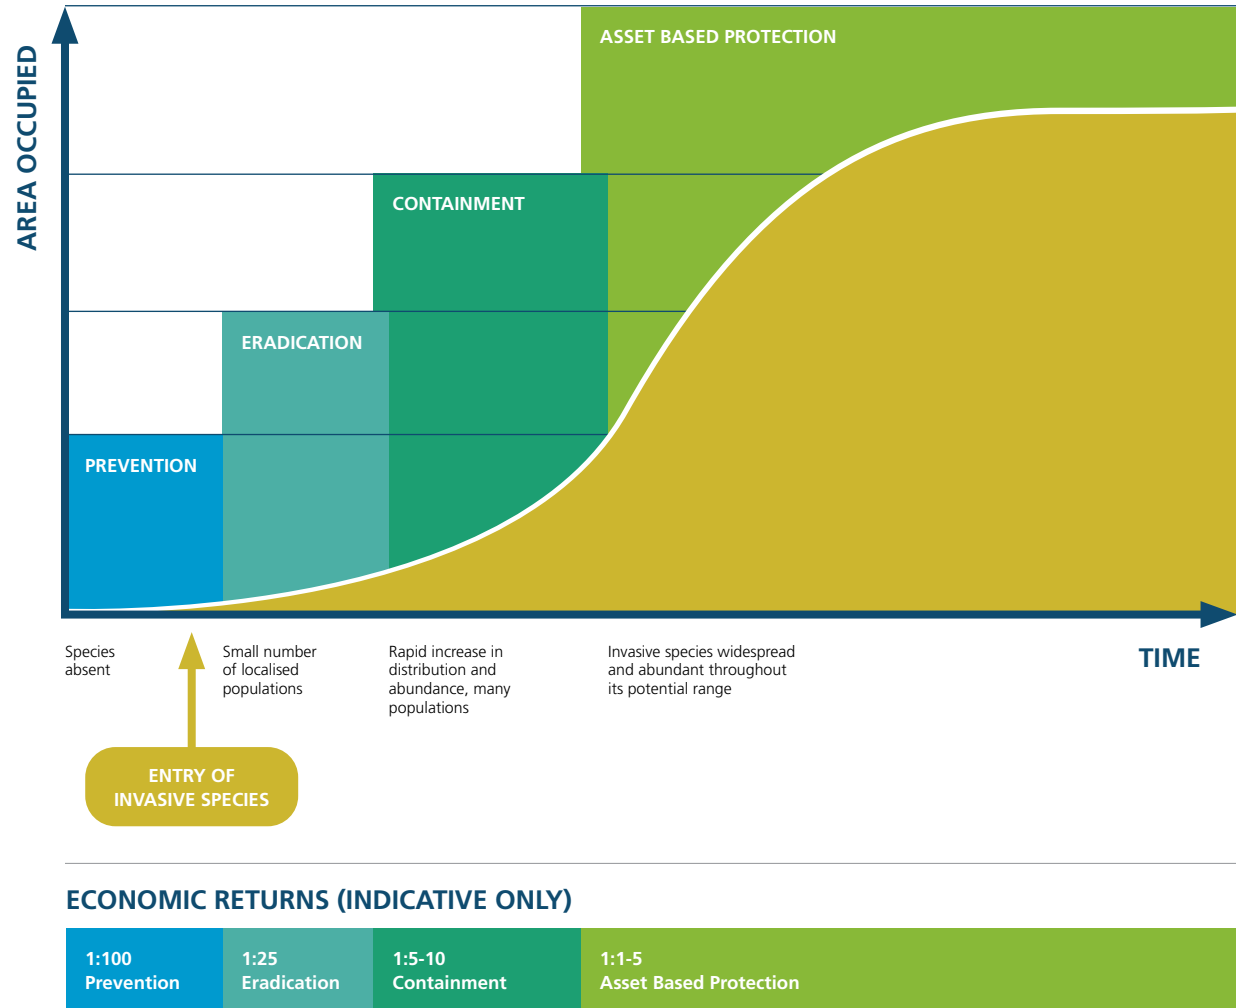 AREA OCCUPIED
ASSET BASED PROTECTION
CONTAINMENT
ERADICATION
PREVENTION
Species
absent
Small number
of localised
populations
Rapid increase in
distribution and
abundance, many
populations
Invasive species widespread
and abundant throughout
its potential range
TIME
ENTRY OF
INVASIVE SPECIES
ECONOMIC RETURNS (INDICATIVE ONLY)
1:100
Prevention
1:25
Eradication
1:5-10
Containment
1:1-5
Asset Based Protection